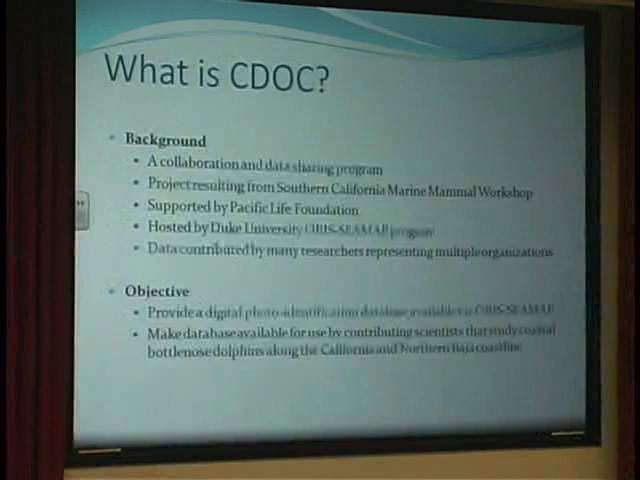 What is CDOC?
Background
A collaboration and data sharing program
Project resulting from Southern California Marine Mammal Workshop
Supported by Pacific Life Foundation
Hosted by Duke University OBIS-SEAMAP program
Data contributed by many researchers representing multiple organizations
Objective
Provide a digital photo-identification database available via OBIS-SEAMAP
Make database available for use by contributing scientists that study coastal
bottlenose dolphins along the California and Northern Baja coastline